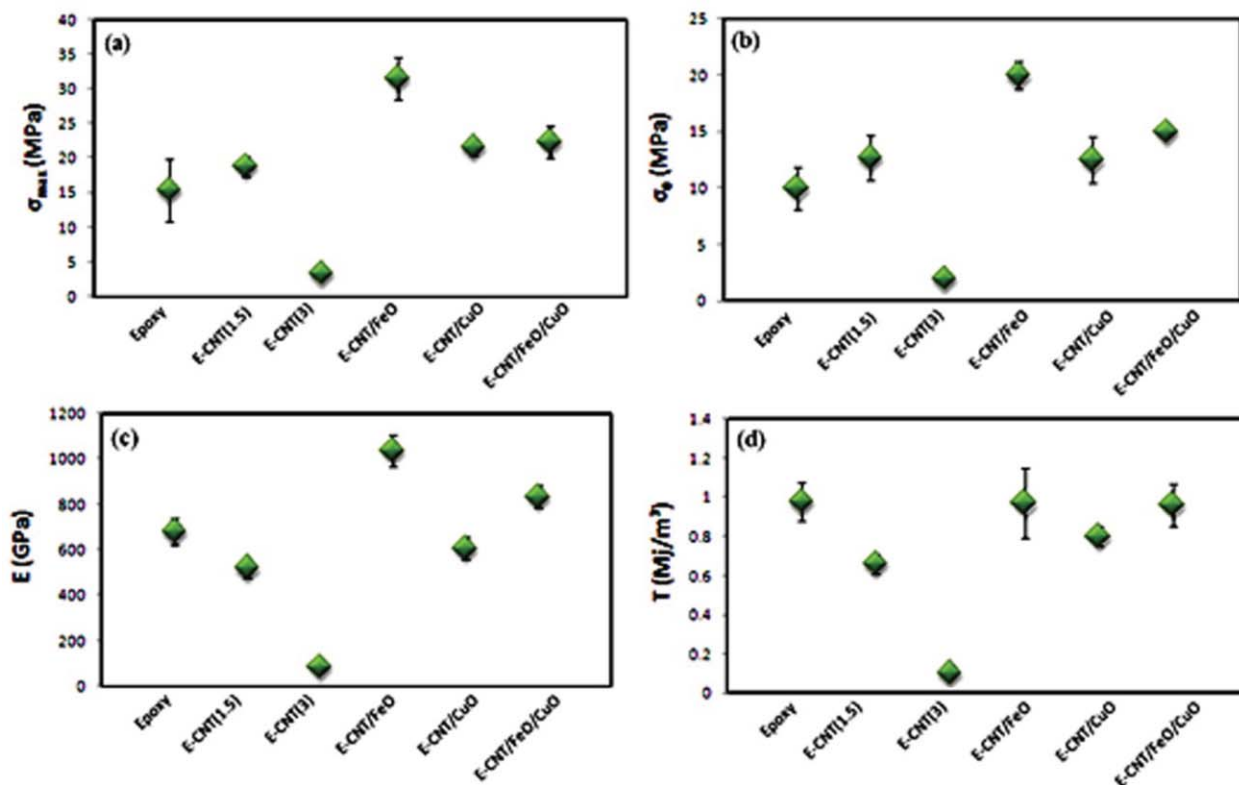 (a)
σmax (MPa)
40
35
30
25
20
15
10
5
0
Epoxy
E-CNT(1.5)
E-CNT(3)
E-CNT/FeO
E-CNT/CuO
E-CNT/FeO/CuO
(b)
25
20
15
10
5
0
Epoxy
E-CNT(1.5)
E-CNT(3)
E-CNT/FeO
E-CNT/CuO
E-CNT/FeO/CuO
(c)
E (GPa)
1200
1000
800
600
400
200
0
Epoxy
E-CNT(1.5)
E-CNT(3)
E-CNT/FeO
E-CNT/CuO
E-CNT/FeO/CuO
(d)
T (Mj/m³)
1.4
1.2
1
0.8
0.6
0.4
0.2
0
Epoxy
E-CNT(1.5)
E-CNT(3)
E-CNT/FeO
E-CNT/CuO
E-CNT/FeO/CuO